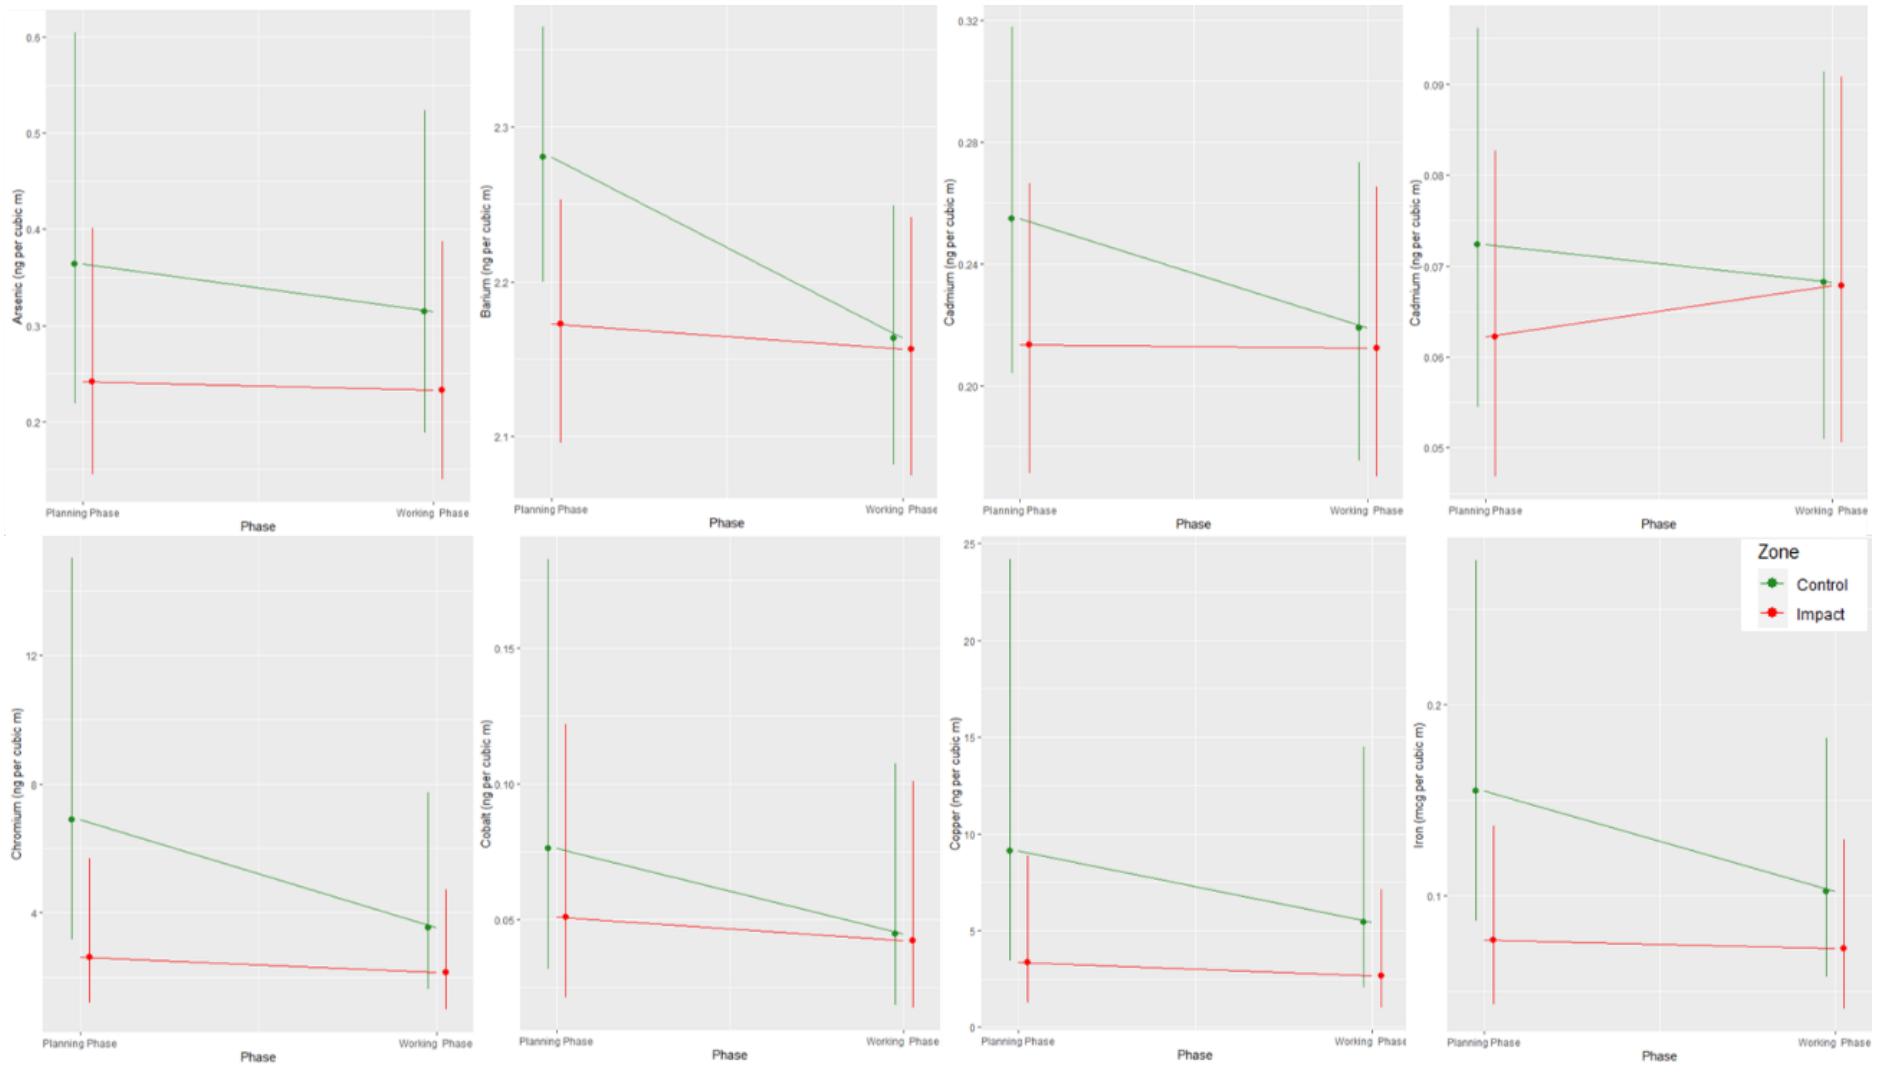 Arsenic (ng per cubic m)
0.6
0.5
0.4
0.3
0.2
Planning Phase
Working Phase
Phase
Barium (ng per cubic m)
2.3
2.2
2.1
Planning Phase
Working Phase
Phase
Cadmium (ng per cubic m)
0.32
0.28
0.24
0.20
Planning Phase
Working Phase
Phase
Cadmium (ng per cubic m)
0.09
0.08
0.07
0.06
0.05
Planning Phase
Working Phase
Phase
Chromium (ng per cubic m)
12
8
4
Planning Phase
Working Phase
Phase
Cobalt (ng per cubic m)
0.15
0.10
0.05
Planning Phase
Working Phase
Phase
Copper (ng per cubic m)
25
20
15
10
5
0
Planning Phase
Working Phase
Phase
Iron (mcg per cubic m)
0.2
0.1
Planning Phase
Working Phase
Phase
Zone
Control
Impact